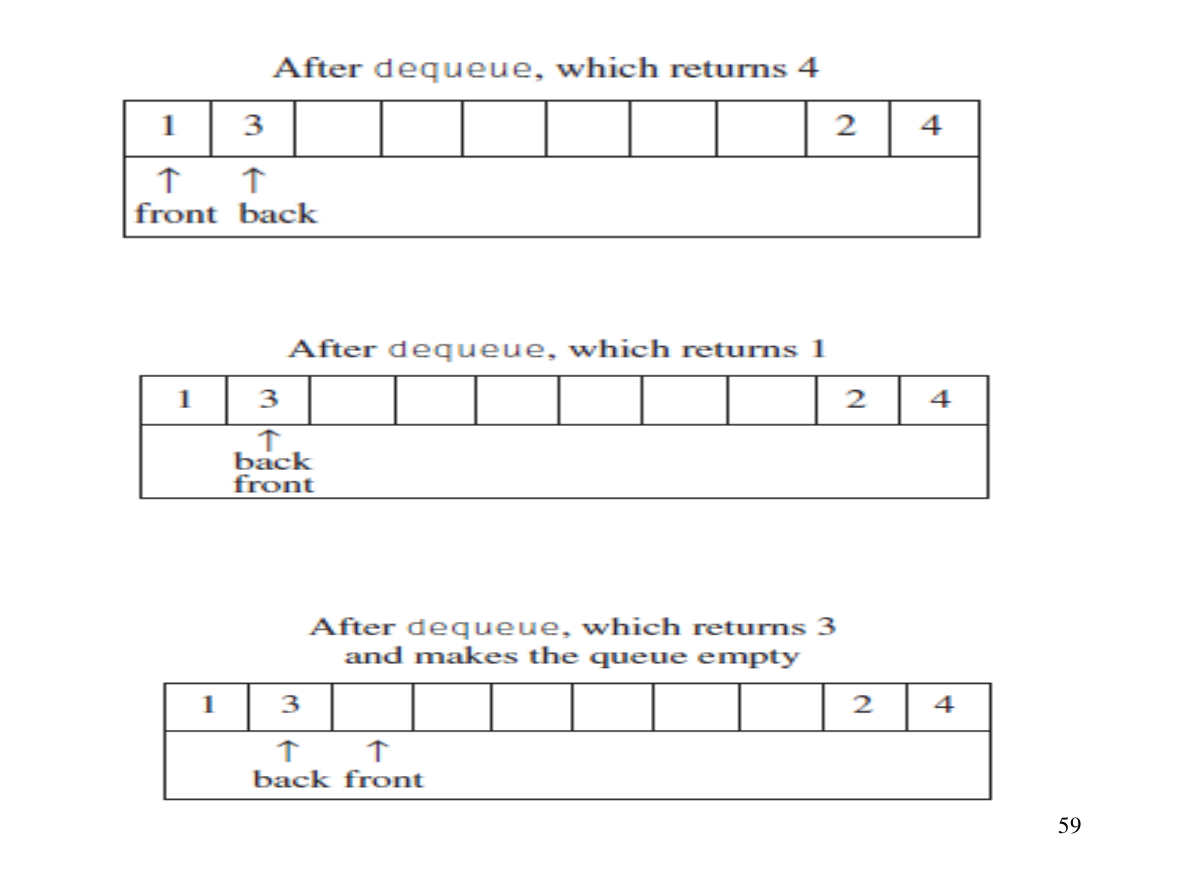 After dequeue, which returns 4
1 3 2 4
↑ ↑
front back
After dequeue, which returns 1
1 3 2 4
↑
back
front
After dequeue, which returns 3
and makes the queue empty
1 3 2 4
↑ ↑
back front
59